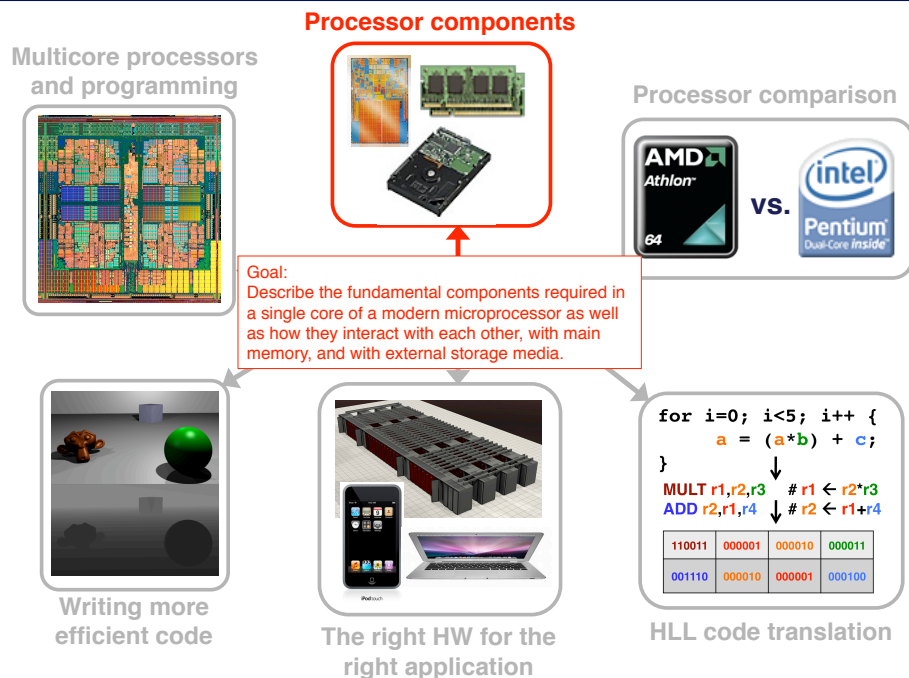 Processor components
Multicore processors
and programming
Processor comparison
AMD
Athlon™
64
vs.
intel
Pentium®
Dual-Core inside™
Goal:
Describe the fundamental components required in
a single core of a modern microprocessor as well
as how they interact with each other, with main
memory, and with external storage media.
for i=0; i<5; i++ {
a = (a*b) + c;
}
MULT r1,r2,r3 # r1 ← r2*r3
ADD r2,r1,r4 # r2 ← r1+r4
110011 000001 000010 000011
001110 000010 000001 000100
iPod touch
Writing more
efficient code
The right HW for the
right application
HLL code translation